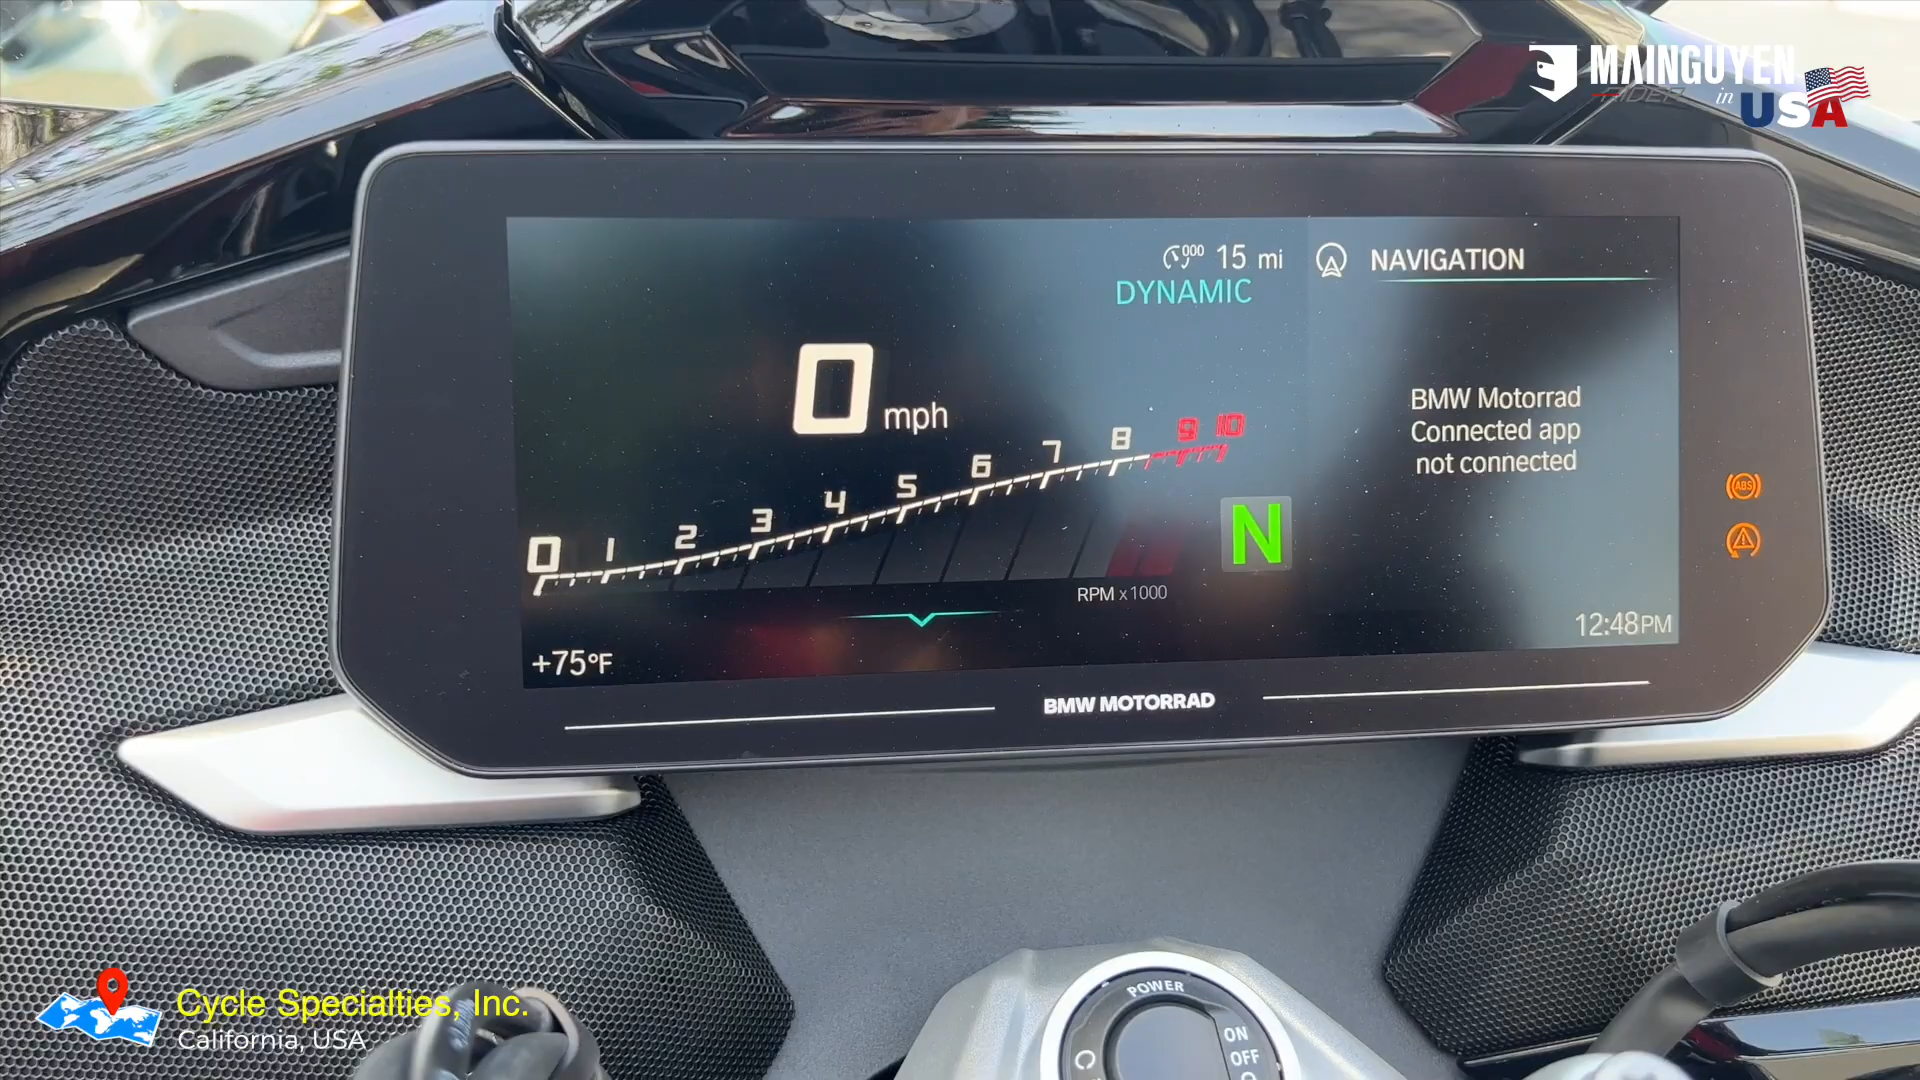 MAINGUYEN
RIDER
in
USA
000 15 mi
DYNAMIC
NAVIGATION
0 mph
BMW Motorrad
Connected app
not connected
0 1 2 3 4 5 6 7 8 9 10
N
RPM x1000
ABS
+75°F
12:48PM
BMW MOTORRAD
POWER
ON
OFF
Cycle Specialties, Inc.
California, USA